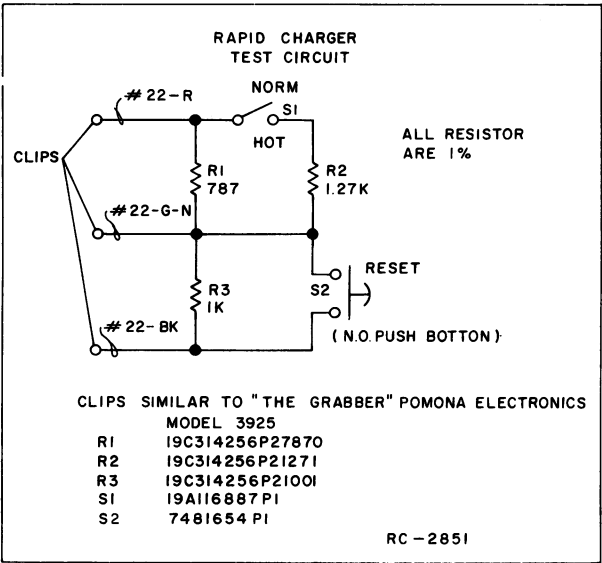 RAPID CHARGER
TEST CIRCUIT
#22-R
NORM
S1
HOT
ALL RESISTOR
ARE 1%
CLIPS
R1
787
R2
1.27K
#22-G-N
R3
1K
S2
RESET
#22-BK
(N.O. PUSH BOTTON)
CLIPS SIMILAR TO "THE GRABBER" POMONA ELECTRONICS
MODEL 3925
R1 19C314256P27870
R2 19C314256P21271
R3 19C314256P21001
S1 19A116887P1
S2 7481654P1
RC-2851